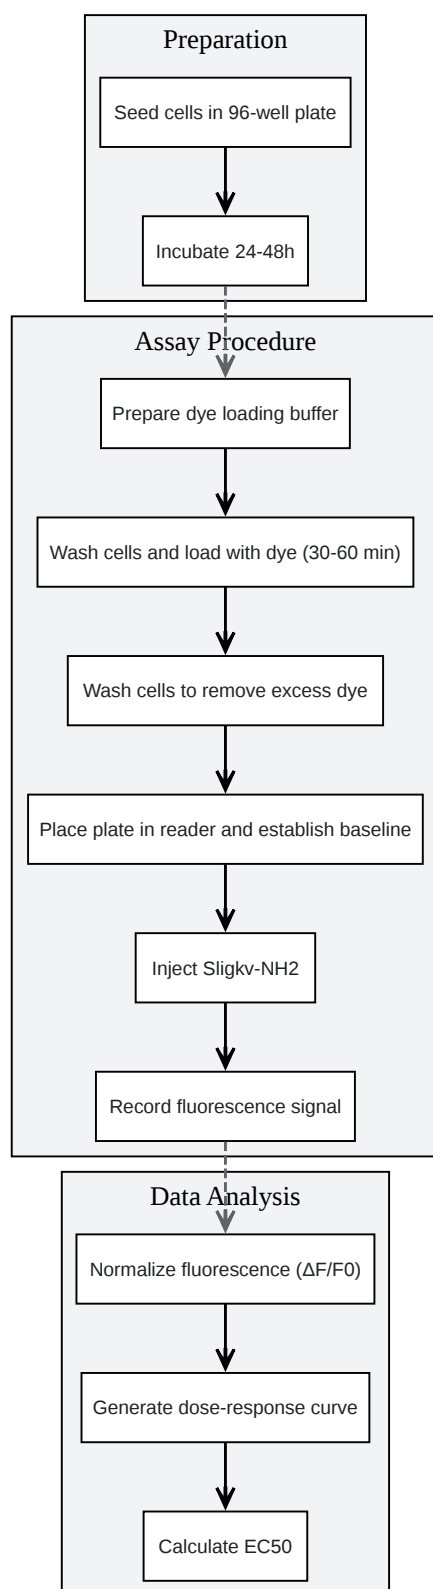 Preparation
Seed cells in 96-well plate
Incubate 24-48h
Assay Procedure
Prepare dye loading buffer
Wash cells and load with dye (30-60 min)
Wash cells to remove excess dye
Place plate in reader and establish baseline
Inject Sligkv-NH2
Record fluorescence signal
Data Analysis
Normalize fluorescence (ΔF/F0)
Generate dose-response curve
Calculate EC50